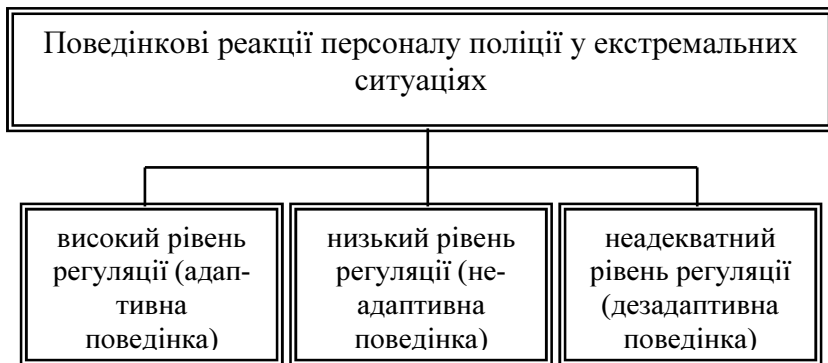 Поведінкові реакції персоналу поліції у екстремальних
ситуаціях
високий рівень
регуляції (адап-
тивна
поведінка)
низький рівень
регуляції (не-
адаптивна
поведінка)
неадекватний
рівень регуляції
(дезадаптивна
поведінка)